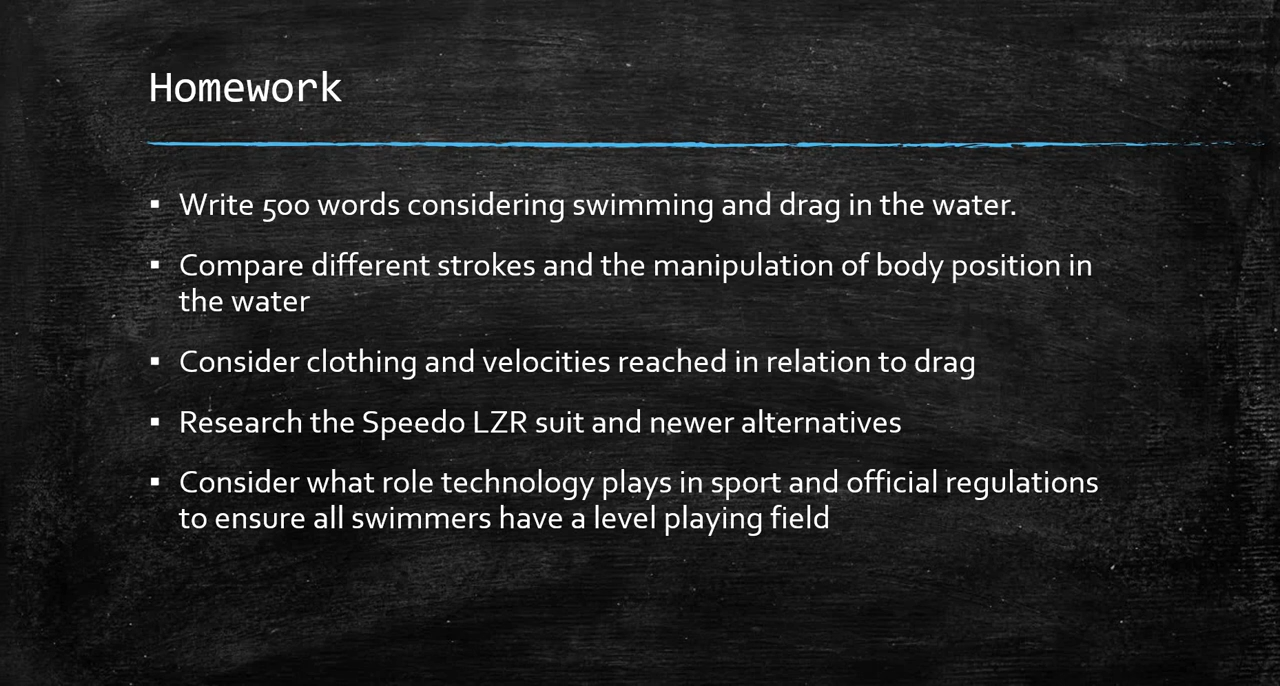 Homework
▪ Write 500 words considering swimming and drag in the water.
▪ Compare different strokes and the manipulation of body position in
the water
▪ Consider clothing and velocities reached in relation to drag
▪ Research the Speedo LZR suit and newer alternatives
▪ Consider what role technology plays in sport and official regulations
to ensure all swimmers have a level playing field